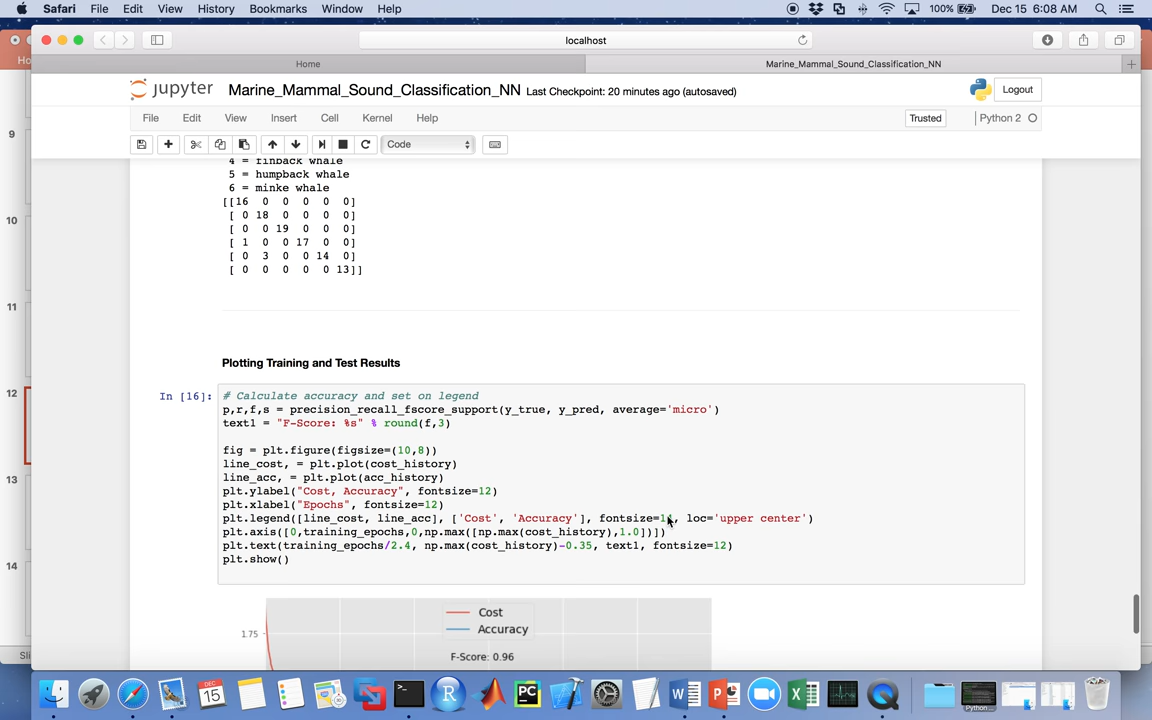 Safari File Edit View History Bookmarks Window Help 100% Dec 15 6:08 AM
localhost
Home Marine_Mammal_Sound_Classification_NN
jupyter Marine_Mammal_Sound_Classification_NN Last Checkpoint: 20 minutes ago (autosaved) Logout
File Edit View Insert Cell Kernel Help Trusted Python 2
Code
4 = finback whale
5 = humpback whale
6 = minke whale
[[16 0 0 0 0 0]
[ 0 18 0 0 0 0]
[ 0 0 19 0 0 0]
[ 1 0 0 17 0 0]
[ 0 3 0 0 14 0]
[ 0 0 0 0 0 13]]
Plotting Training and Test Results
In [16]: # Calculate accuracy and set on legend
p,r,f,s = precision_recall_fscore_support(y_true, y_pred, average='micro')
text1 = "F-Score: %s" % round(f,3)
fig = plt.figure(figsize=(10,8))
line_cost, = plt.plot(cost_history)
line_acc, = plt.plot(acc_history)
plt.ylabel("Cost, Accuracy", fontsize=12)
plt.xlabel("Epochs", fontsize=12)
plt.legend([line_cost, line_acc], ['Cost', 'Accuracy'], loc='upper center')
plt.axis([0,training_epochs,0,np.max([np.max(cost_history),1.0])])
plt.text(training_epochs/2.4, np.max(cost_history)-0.35, text1, fontsize=12)
plt.show()
Cost
Accuracy
1.75
F-Score: 0.96
9
10
11
12
13
14
PC
Python